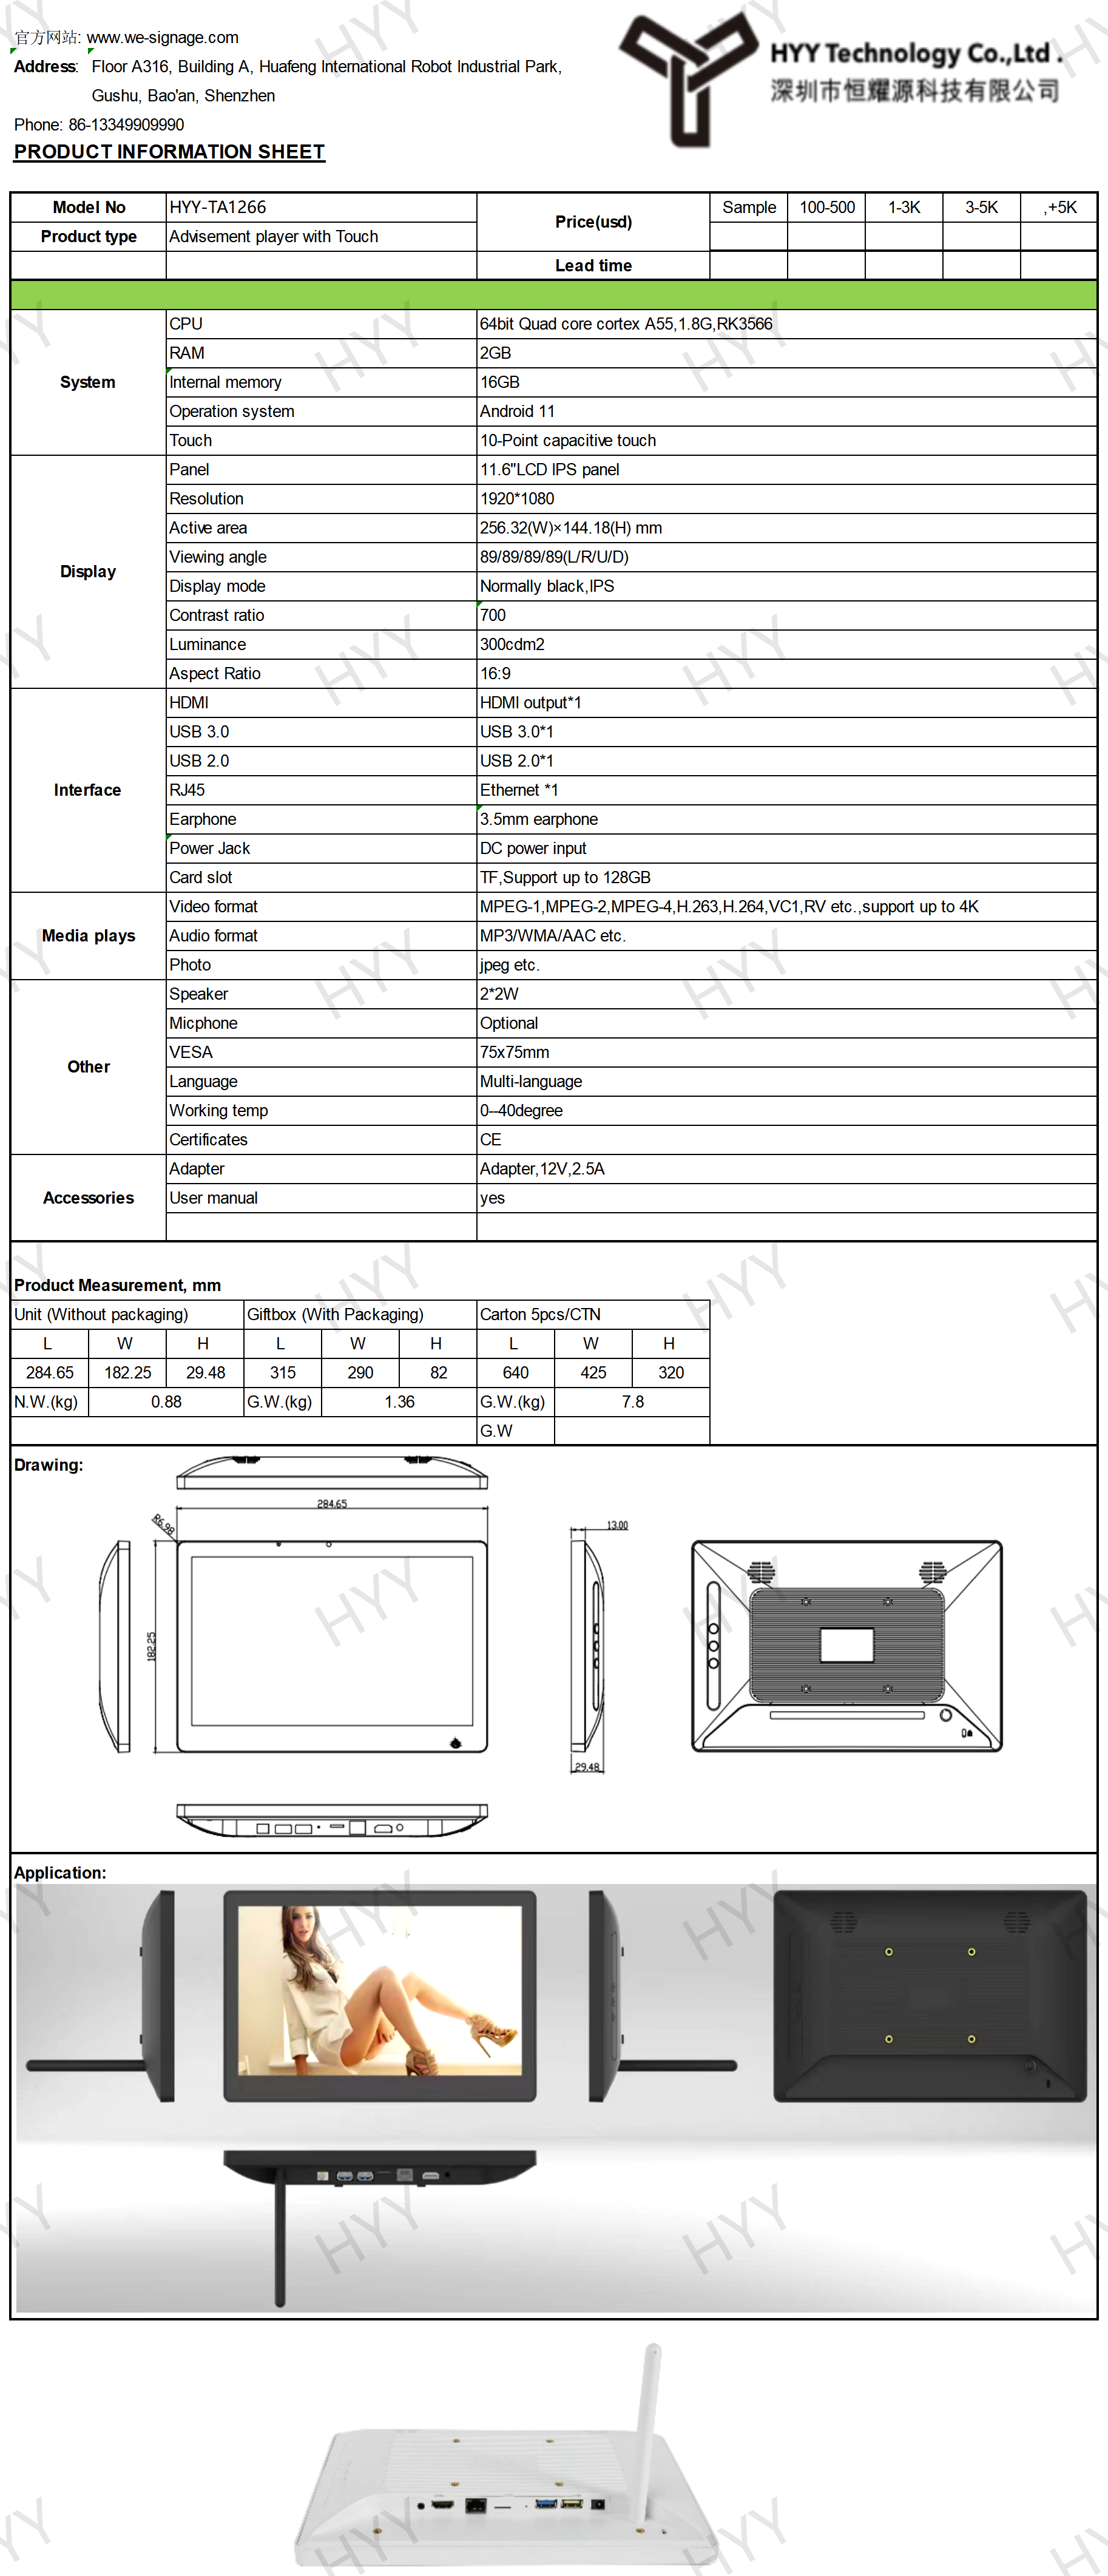 官方网站: www.we-signage.com
Address: Floor A316, Building A, Huafeng International Robot Industrial Park,
Gushu, Bao'an, Shenzhen
Phone: 86-13349909990
PRODUCT INFORMATION SHEET
HYY Technology Co.,Ltd .
深圳市恒耀源科技有限公司
Model No HYY-TA1266 Price(usd) Sample 100-500 1-3K 3-5K ,+5K
Product type Advisement player with Touch
Lead time
System
CPU 64bit Quad core cortex A55,1.8G,RK3566
RAM 2GB
Internal memory 16GB
Operation system Android 11
Touch 10-Point capacitive touch
Display
Panel 11.6"LCD IPS panel
Resolution 1920*1080
Active area 256.32(W)×144.18(H) mm
Viewing angle 89/89/89/89(L/R/U/D)
Display mode Normally black,IPS
Contrast ratio 700
Luminance 300cdm2
Aspect Ratio 16:9
Interface
HDMI HDMI output*1
USB 3.0 USB 3.0*1
USB 2.0 USB 2.0*1
RJ45 Ethernet *1
Earphone 3.5mm earphone
Power Jack DC power input
Card slot TF,Support up to 128GB
Media plays
Video format MPEG-1,MPEG-2,MPEG-4,H.263,H.264,VC1,RV etc.,support up to 4K
Audio format MP3/WMA/AAC etc.
Photo jpeg etc.
Other
Speaker 2*2W
Micphone Optional
VESA 75x75mm
Language Multi-language
Working temp 0--40degree
Certificates CE
Accessories
Adapter Adapter,12V,2.5A
User manual yes
Product Measurement, mm
Unit (Without packaging) Giftbox (With Packaging) Carton 5pcs/CTN
L W H L W H L W H
284.65 182.25 29.48 315 290 82 640 425 320
N.W.(kg) 0.88 G.W.(kg) 1.36 G.W.(kg) 7.8
G.W
Drawing:
284.65
R6.98
13.00
182.25
29.48
Application:
HYY